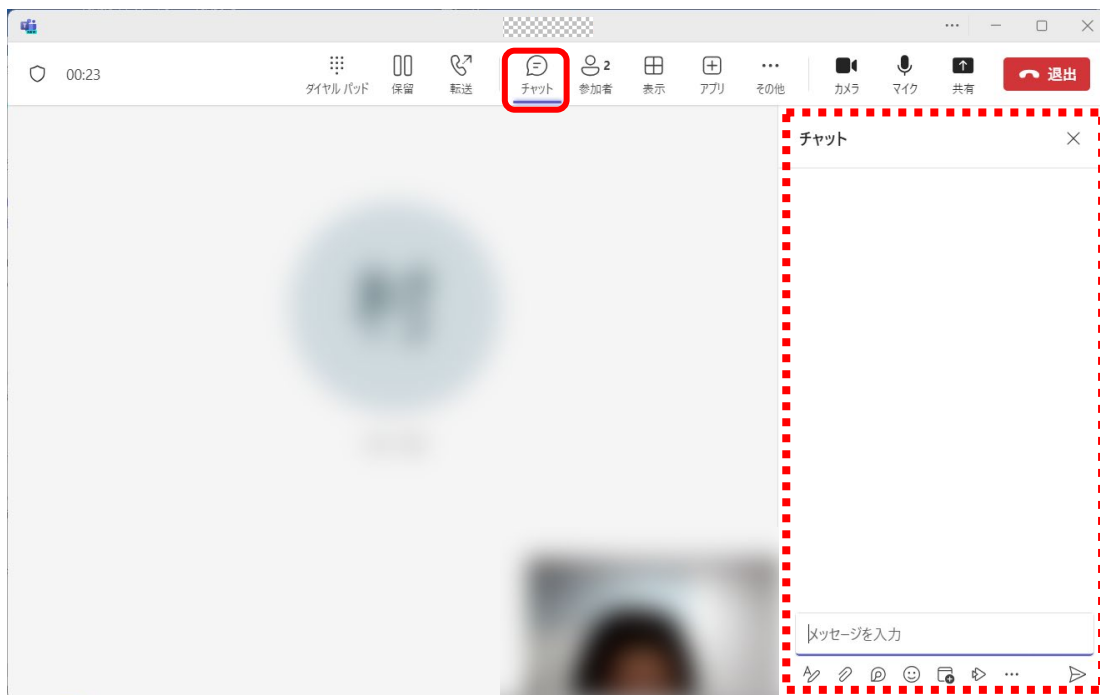 00:23
ダイヤル パッド
保留
転送
チャット
参加者
2
表示
アプリ
その他
カメラ
マイク
共有
退出
チャット
メッセージを入力